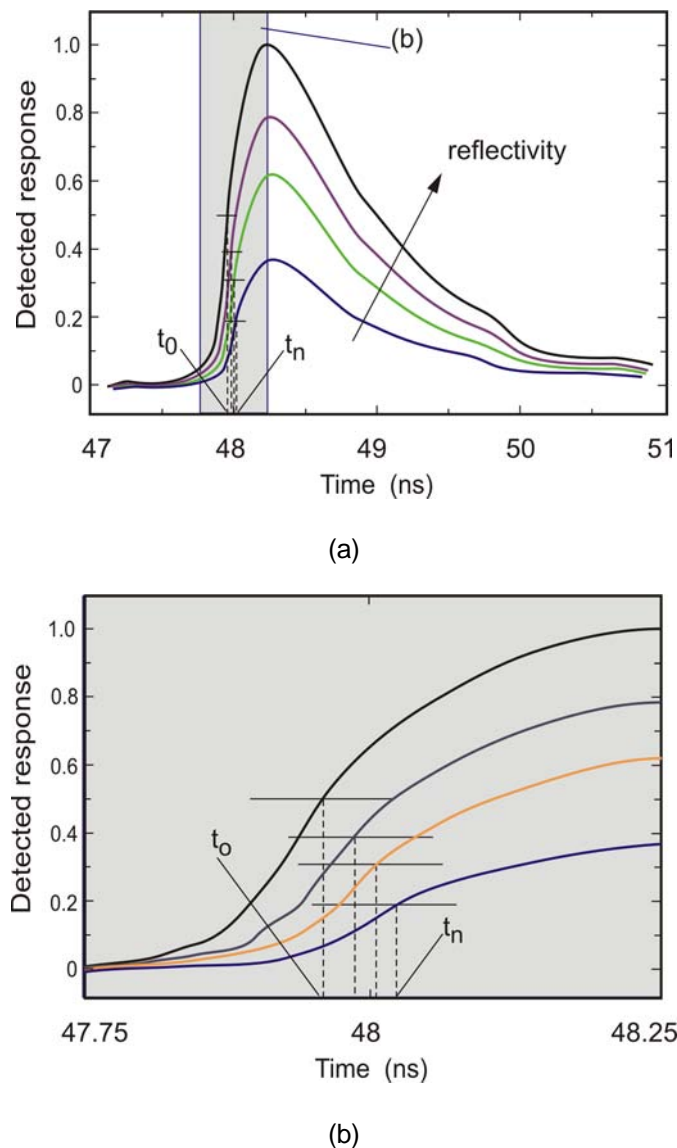 (b)
1.0
0.8
0.6
0.4
0.2
0
Detected response
reflectivity
t0
tn
47
48
49
50
51
Time (ns)
(a)
1.0
0.8
0.6
0.4
0.2
0
Detected response
to
tn
47.75
48
48.25
Time (ns)
(b)